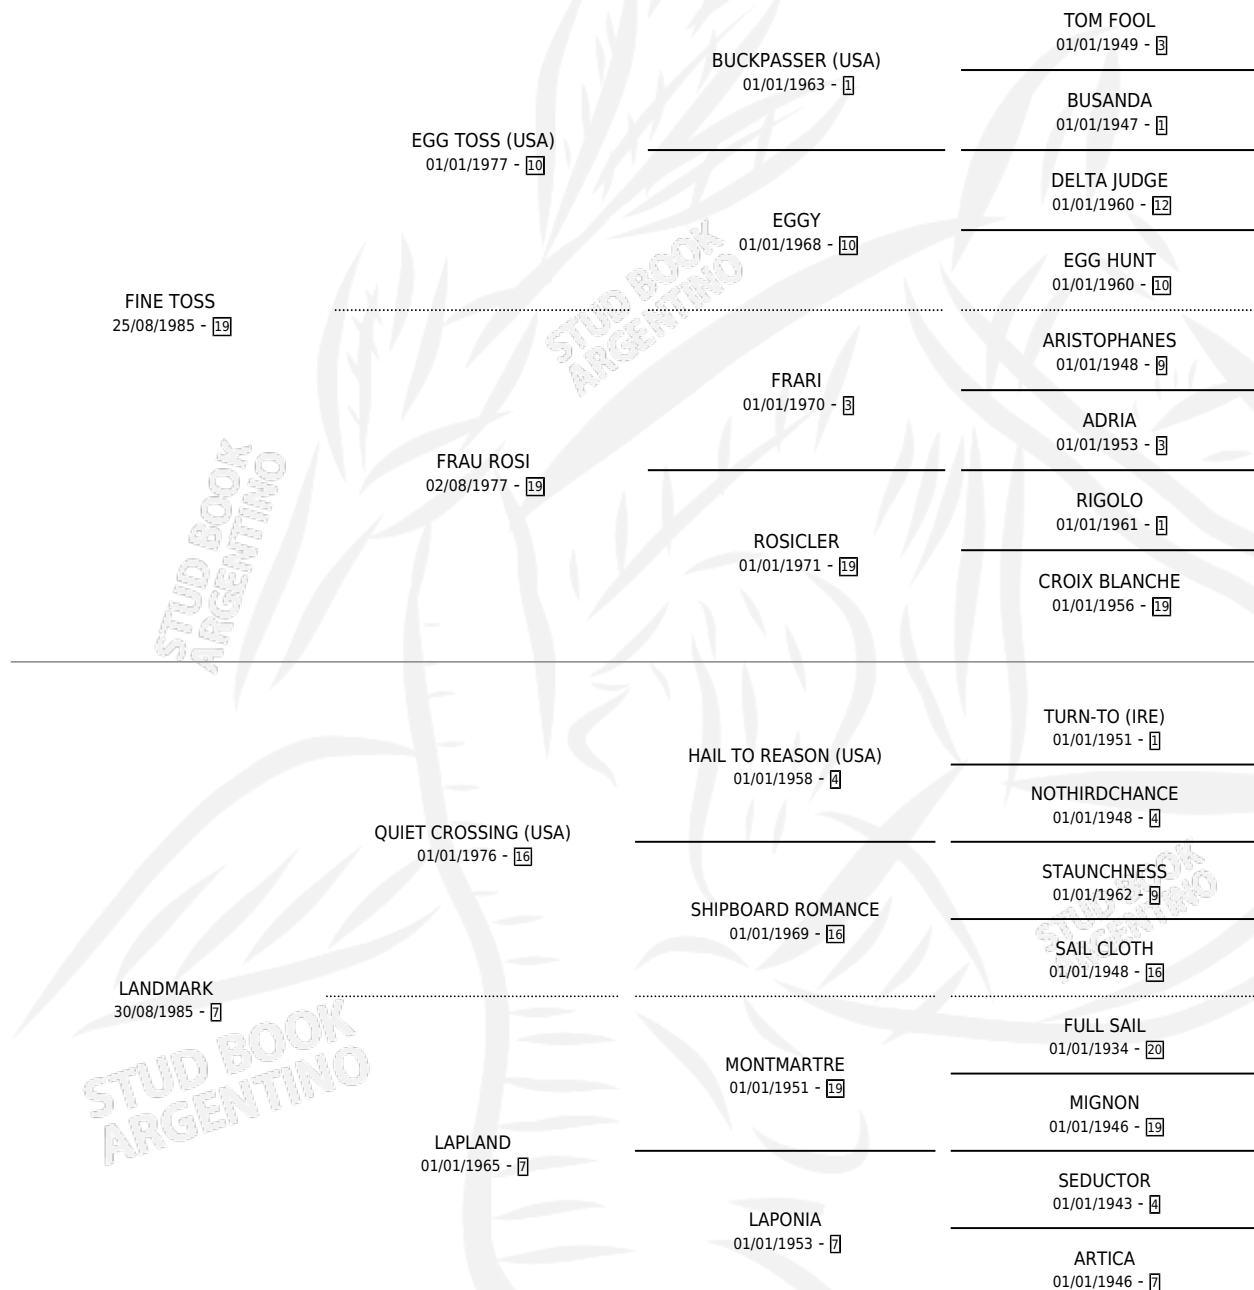 TOM FOOL
01/01/1949 - 3
BUCKPASSER (USA)
01/01/1963 - 1
BUSANDA
01/01/1947 - 1
EGG TOSS (USA)
01/01/1977 - 10
DELTA JUDGE
01/01/1960 - 12
EGGY
01/01/1968 - 10
EGG HUNT
01/01/1960 - 10
FINE TOSS
25/08/1985 - 19
ARISTOPHANES
01/01/1948 - 9
FRARI
01/01/1970 - 3
ADRIA
01/01/1953 - 3
FRAU ROSI
02/08/1977 - 19
RIGOLO
01/01/1961 - 1
ROSICLER
01/01/1971 - 19
CROIX BLANCHE
01/01/1956 - 19
STUD BOOK
ARGENTINO
STUD BOOK
ARGENTINO
TURN-TO (IRE)
01/01/1951 - 1
HAIL TO REASON (USA)
01/01/1958 - 4
NOTHIRDCHANCE
01/01/1948 - 4
QUIET CROSSING (USA)
01/01/1976 - 16
STAUNCHNESS
01/01/1962 - 9
SHIPBOARD ROMANCE
01/01/1969 - 16
SAIL CLOTH
01/01/1948 - 16
LANDMARK
30/08/1985 - 7
FULL SAIL
01/01/1934 - 20
MONTMARTRE
01/01/1951 - 19
MIGNON
01/01/1946 - 19
LAPLAND
01/01/1965 - 7
SEDUCTOR
01/01/1943 - 4
LAPONIA
01/01/1953 - 7
ARTICA
01/01/1946 - 7
STUD BOOK
ARGENTINO
STUD BOOK
ARGENTINO